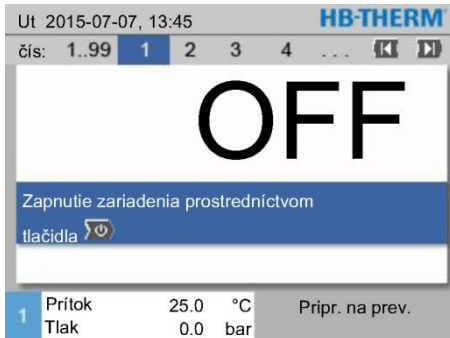 Ut 2015-07-07, 13:45 HB-THERM®
čís: 1..99 1 2 3 4 ...
OFF
Zapnutie zariadenia prostredníctvom
tlačidla
1 Prítok 25.0 °C Pripr. na prev.
Tlak 0.0 bar